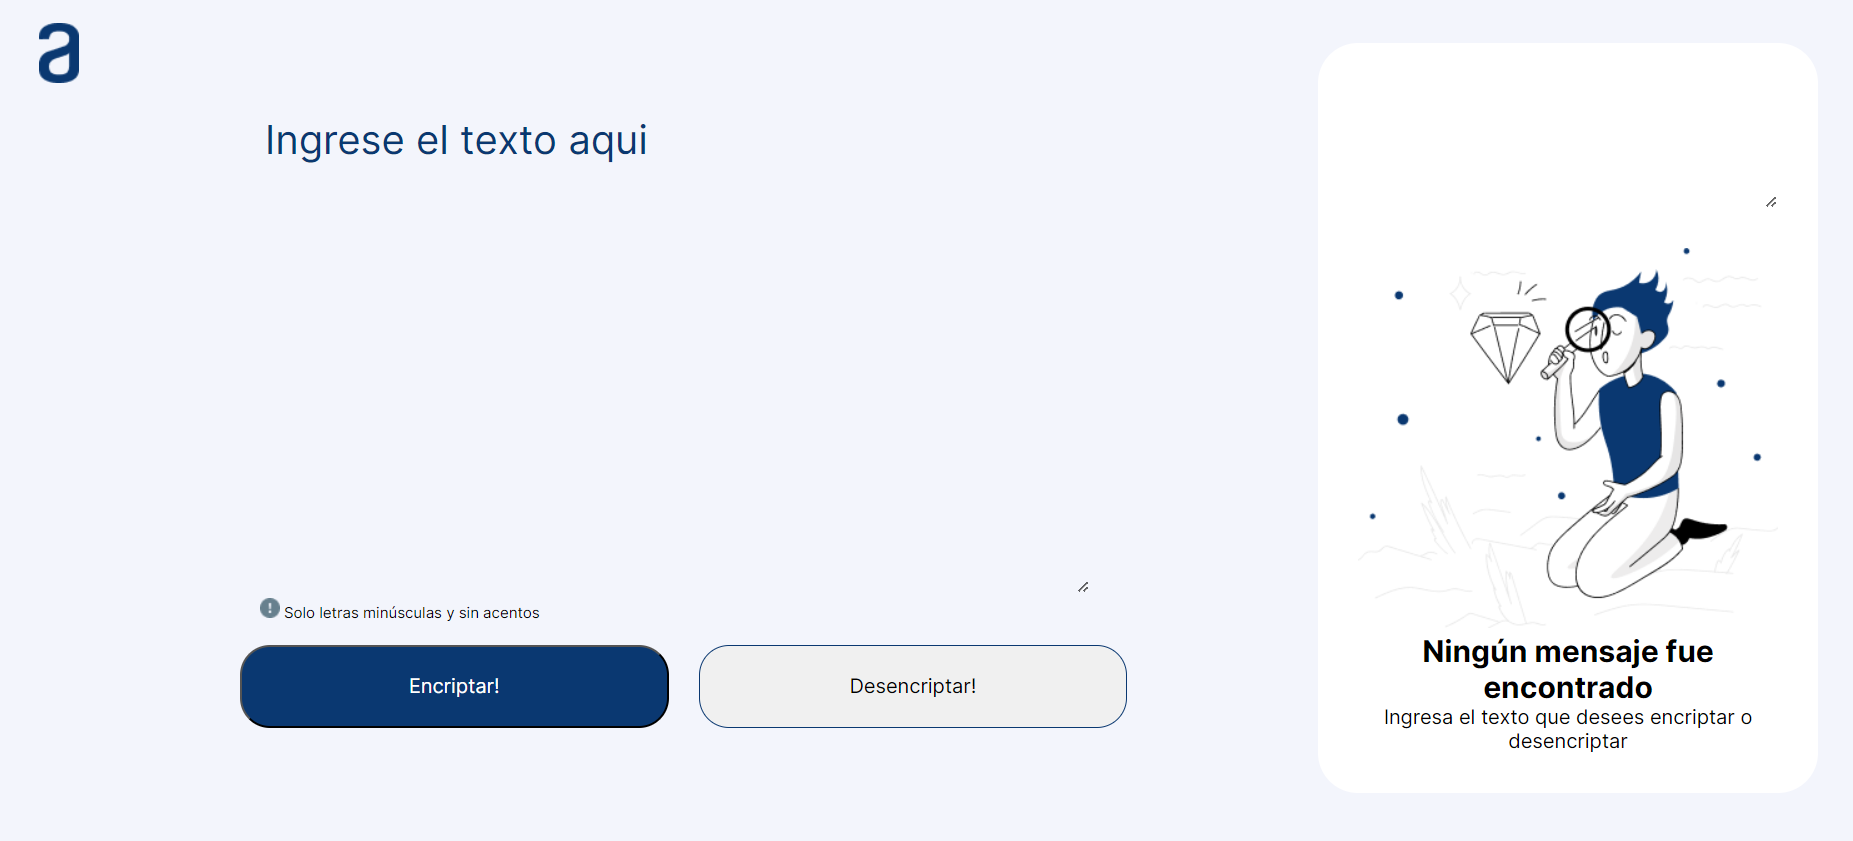 a
Ingrese el texto aqui
Solo letras minúsculas y sin acentos
Encriptar!
Desencriptar!
Ningún mensaje fue
encontrado
Ingresa el texto que desees encriptar o
desencriptar